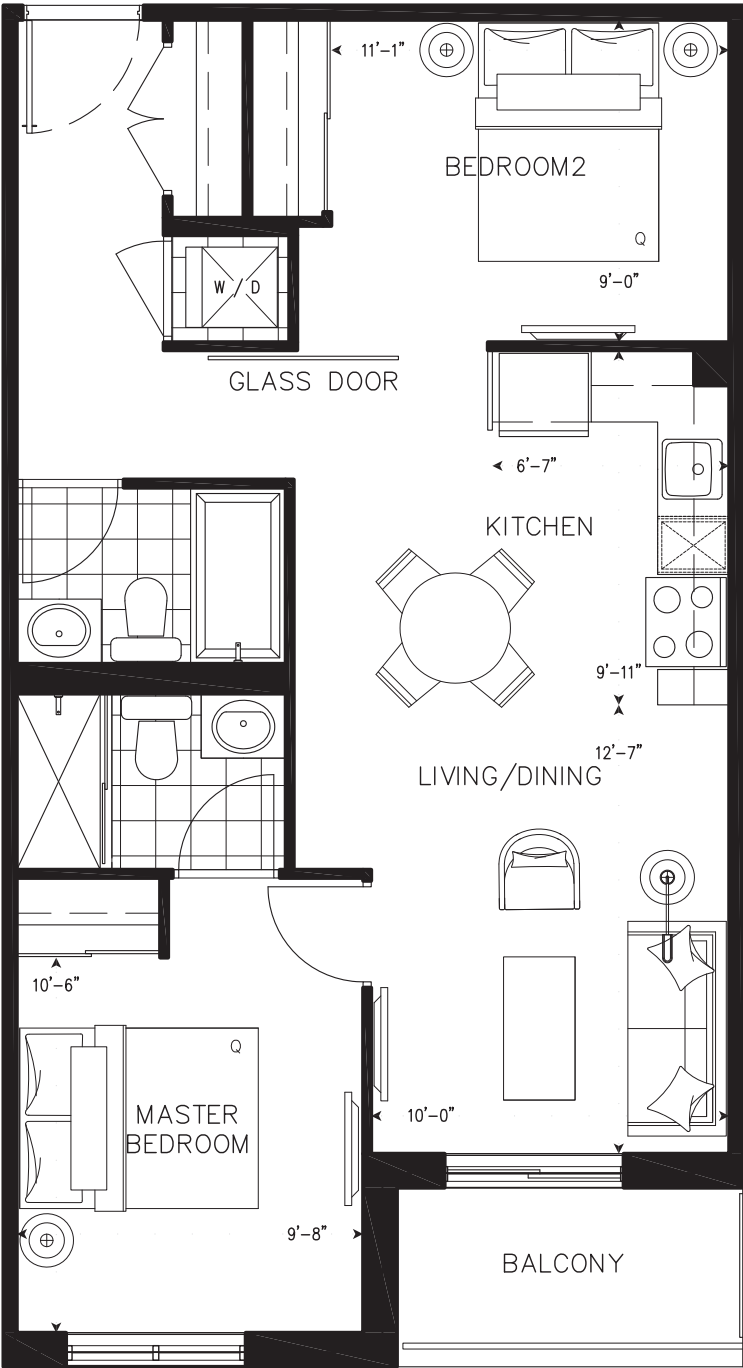 11'-1"
BEDROOM2
Q
9'-0"
W / D
GLASS DOOR
6'-7"
KITCHEN
9'-11"
12'-7"
LIVING/DINING
10'-6"
Q
MASTER
BEDROOM
10'-0"
9'-8"
BALCONY